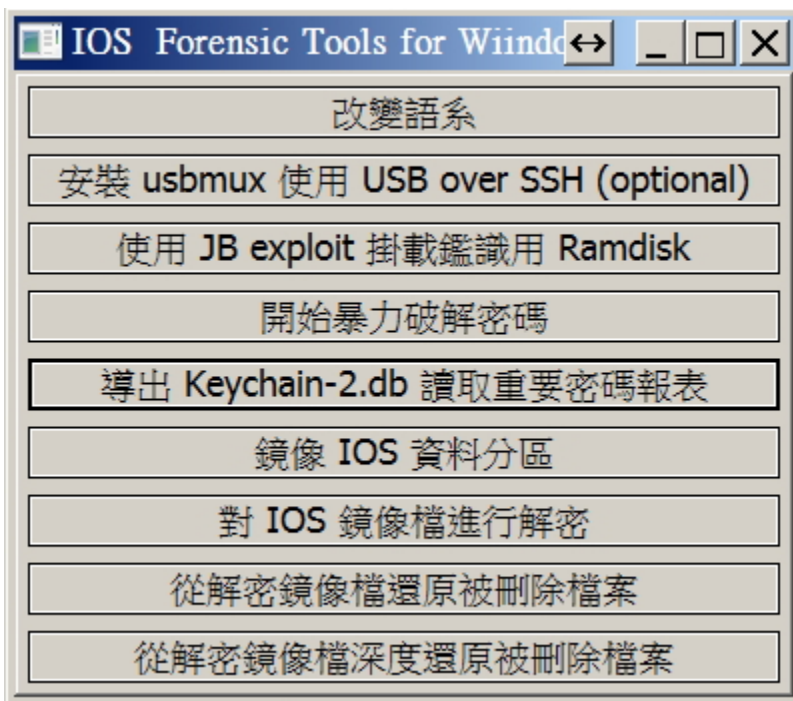 IOS Forensic Tools for Wiindo
改變語系
安裝 usbmux 使用 USB over SSH (optional)
使用 JB exploit 掛載鑑識用 Ramdisk
開始暴力破解密碼
導出 Keychain-2.db 讀取重要密碼報表
鏡像 IOS 資料分區
對 IOS 鏡像檔進行解密
從解密鏡像檔還原被刪除檔案
從解密鏡像檔深度還原被刪除檔案